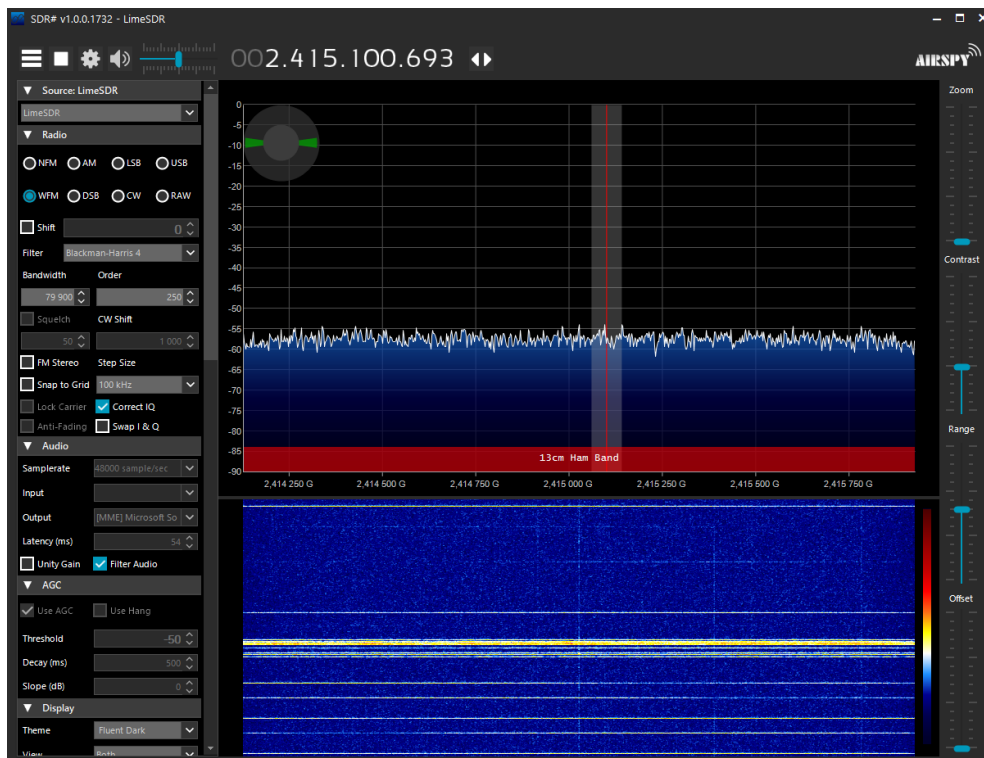 SDR# v1.0.0.1732 - LimeSDR
002.415.100.693
AIRSPY
Source: LimeSDR
LimeSDR
Radio
NFM AM LSB USB
WFM DSB CW RAW
Shift 0
Filter Blackman-Harris 4
Bandwidth Order
79 900 250
Squelch CW Shift
50 1 000
FM Stereo Step Size
Snap to Grid 100 kHz
Lock Carrier Correct IQ
Anti-Fading Swap I & Q
Audio
Samplerate 48000 sample/sec
Input
Output [MME] Microsoft So
Latency (ms) 54
Unity Gain Filter Audio
AGC
Use AGC Use Hang
Threshold -50
Decay (ms) 500
Slope (dB) 0
Display
Theme Fluent Dark
View Both
0
-5
-10
-15
-20
-25
-30
-35
-40
-45
-50
-55
-60
-65
-70
-75
-80
-85
-90
13cm Ham Band
2,414 250 G 2,414 500 G 2,414 750 G 2,415 000 G 2,415 250 G 2,415 500 G 2,415 750 G
Zoom
Contrast
Range
Offset